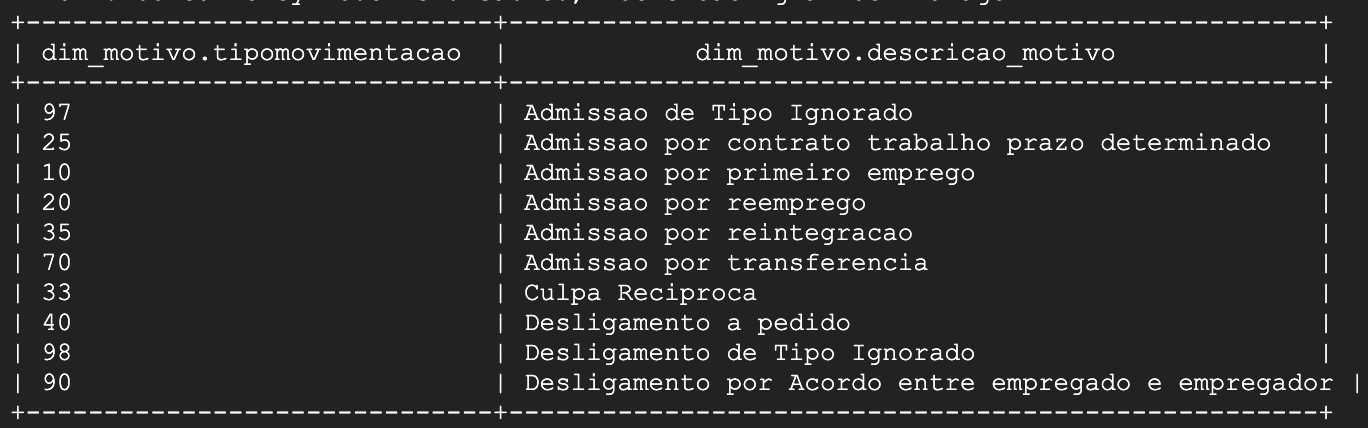 +------------------------------+----------------------------------------------------+
| dim_motivo.tipomovimentacao | dim_motivo.descricao_motivo |
+------------------------------+----------------------------------------------------+
| 97 | Admissao de Tipo Ignorado |
| 25 | Admissao por contrato trabalho prazo determinado |
| 10 | Admissao por primeiro emprego |
| 20 | Admissao por reemprego |
| 35 | Admissao por reintegracao |
| 70 | Admissao por transferencia |
| 33 | Culpa Reciproca |
| 40 | Desligamento a pedido |
| 98 | Desligamento de Tipo Ignorado |
| 90 | Desligamento por Acordo entre empregado e empregador |
+------------------------------+----------------------------------------------------+